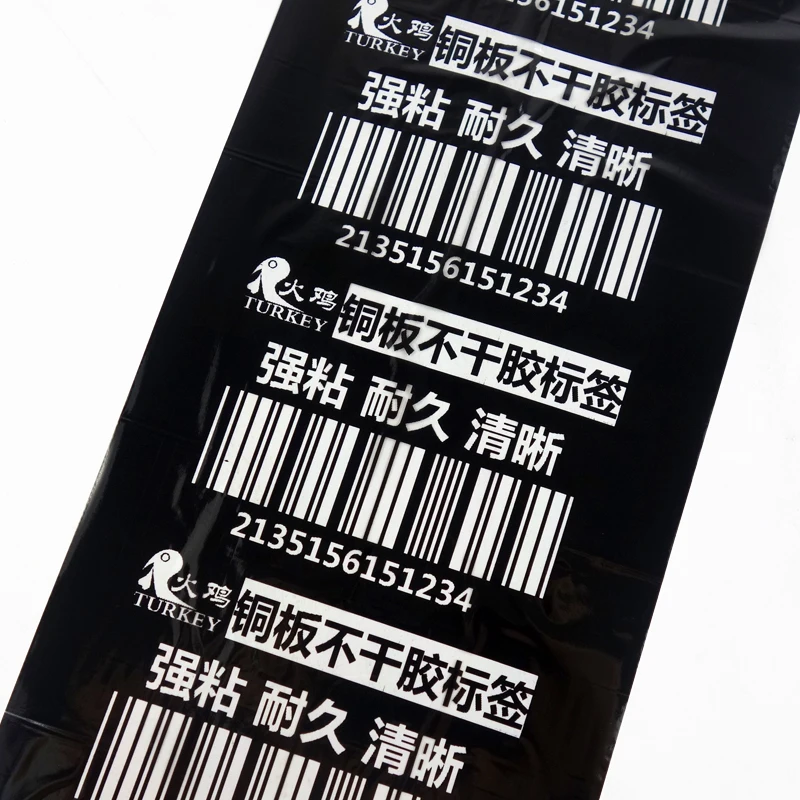 156151234
火鸡
TURKEY
铜板不干胶标签
强粘 耐久 清晰
2135156151234
火鸡
TURKEY
铜板不干胶标签
强粘 耐久 清晰
2135156151234
火鸡
TURKEY
铜板不干胶标签
强粘 耐久 清晰